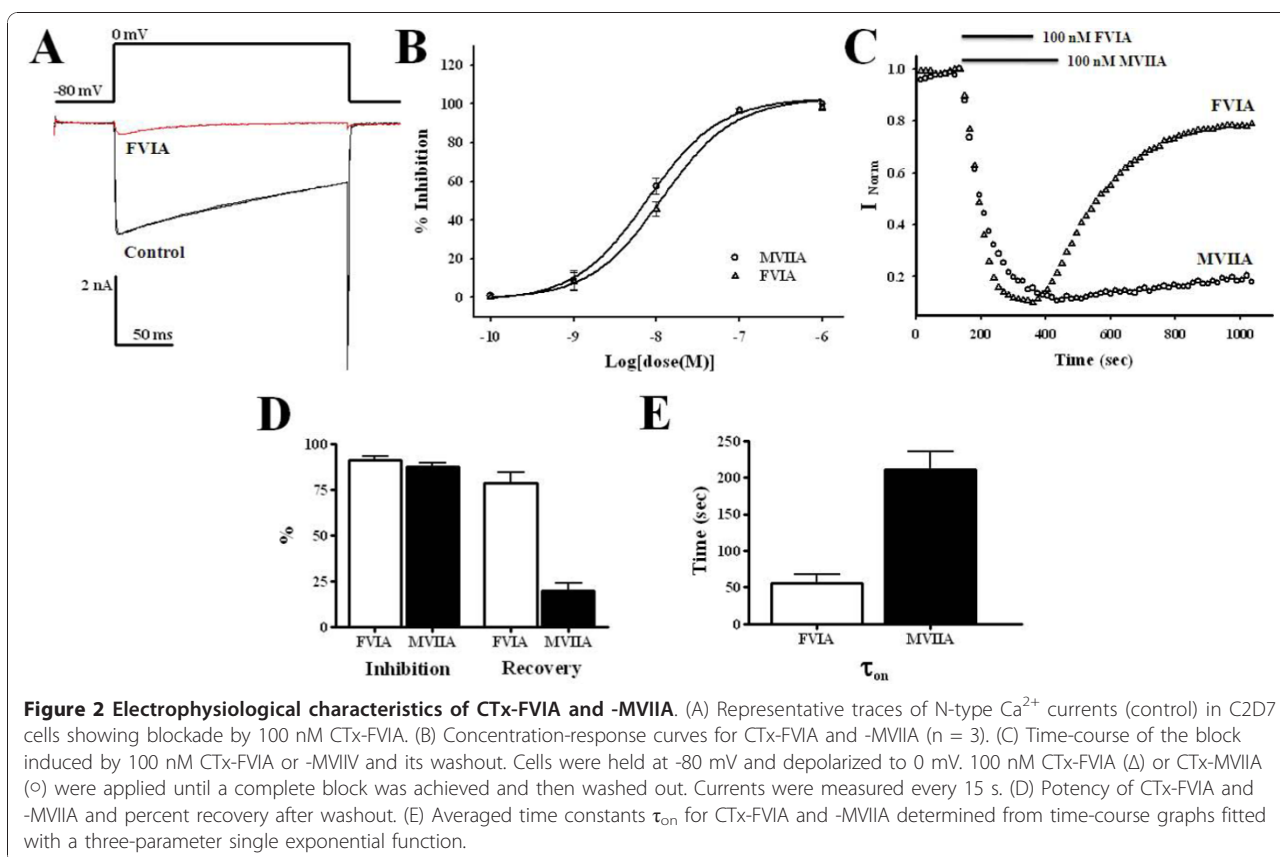 A
0 mV
-80 mV
FVIA
Control
2 nA
50 ms
B
% Inhibition
120
100
80
60
40
20
0
MVIIA
FVIA
-10 -9 -8 -7 -6
Log[dose(M)]
C
100 nM FVIA
100 nM MVIIA
I Norm
1.0
0.8
0.6
0.4
0.2
FVIA
MVIIA
0 200 400 600 800 1000
Time (sec)
D
%
100
75
50
25
0
FVIA MVIIA FVIA MVIIA
Inhibition Recovery
E
Time (sec)
250
200
150
100
50
0
FVIA MVIIA
τon
Figure 2 Electrophysiological characteristics of CTx-FVIA and -MVIIA. (A) Representative traces of N-type Ca2+ currents (control) in C2D7
cells showing blockade by 100 nM CTx-FVIA. (B) Concentration-response curves for CTx-FVIA and -MVIIA (n = 3). (C) Time-course of the block
induced by 100 nM CTx-FVIA or -MVIIV and its washout. Cells were held at -80 mV and depolarized to 0 mV. 100 nM CTx-FVIA (Δ) or CTx-MVIIA
(○) were applied until a complete block was achieved and then washed out. Currents were measured every 15 s. (D) Potency of CTx-FVIA and
-MVIIA and percent recovery after washout. (E) Averaged time constants τon for CTx-FVIA and -MVIIA determined from time-course graphs fitted
with a three-parameter single exponential function.